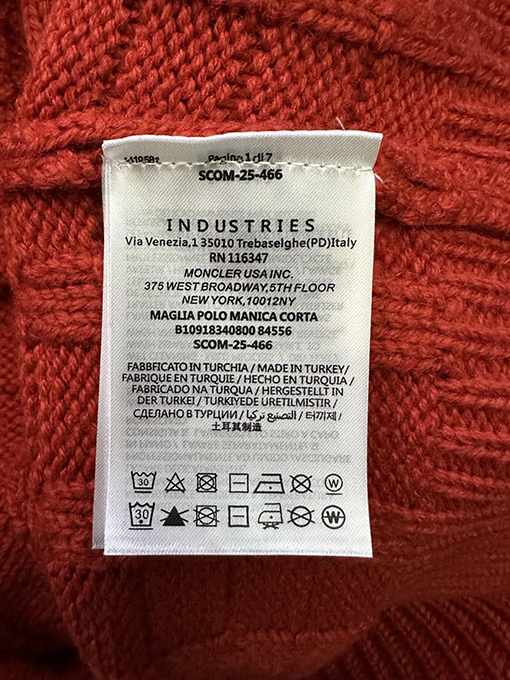 Pagina 1 di 7
SCOM-25-466
INDUSTRIES
Via Venezia,1 35010 Trebaselghe(PD)Italy
RN 116347
MONCLER USA INC.
375 WEST BROADWAY,5TH FLOOR
NEW YORK,10012NY
MAGLIA POLO MANICA CORTA
B10918340800 84556
SCOM-25-466
FABBFICATO IN TURCHIA / MADE IN TURKEY/
FABRIQUE EN TURQUIE / HECHO EN TURQUIA/
FABRICADO NA TURQUA / HERGESTELLT IN
DER TURKEI / TURKIYEDE URETILMISTIR /
СДЕЛАНО В ТУРЦИИ / التصنيع تركيا / 터키제/
土耳其制造
30 W
30 W